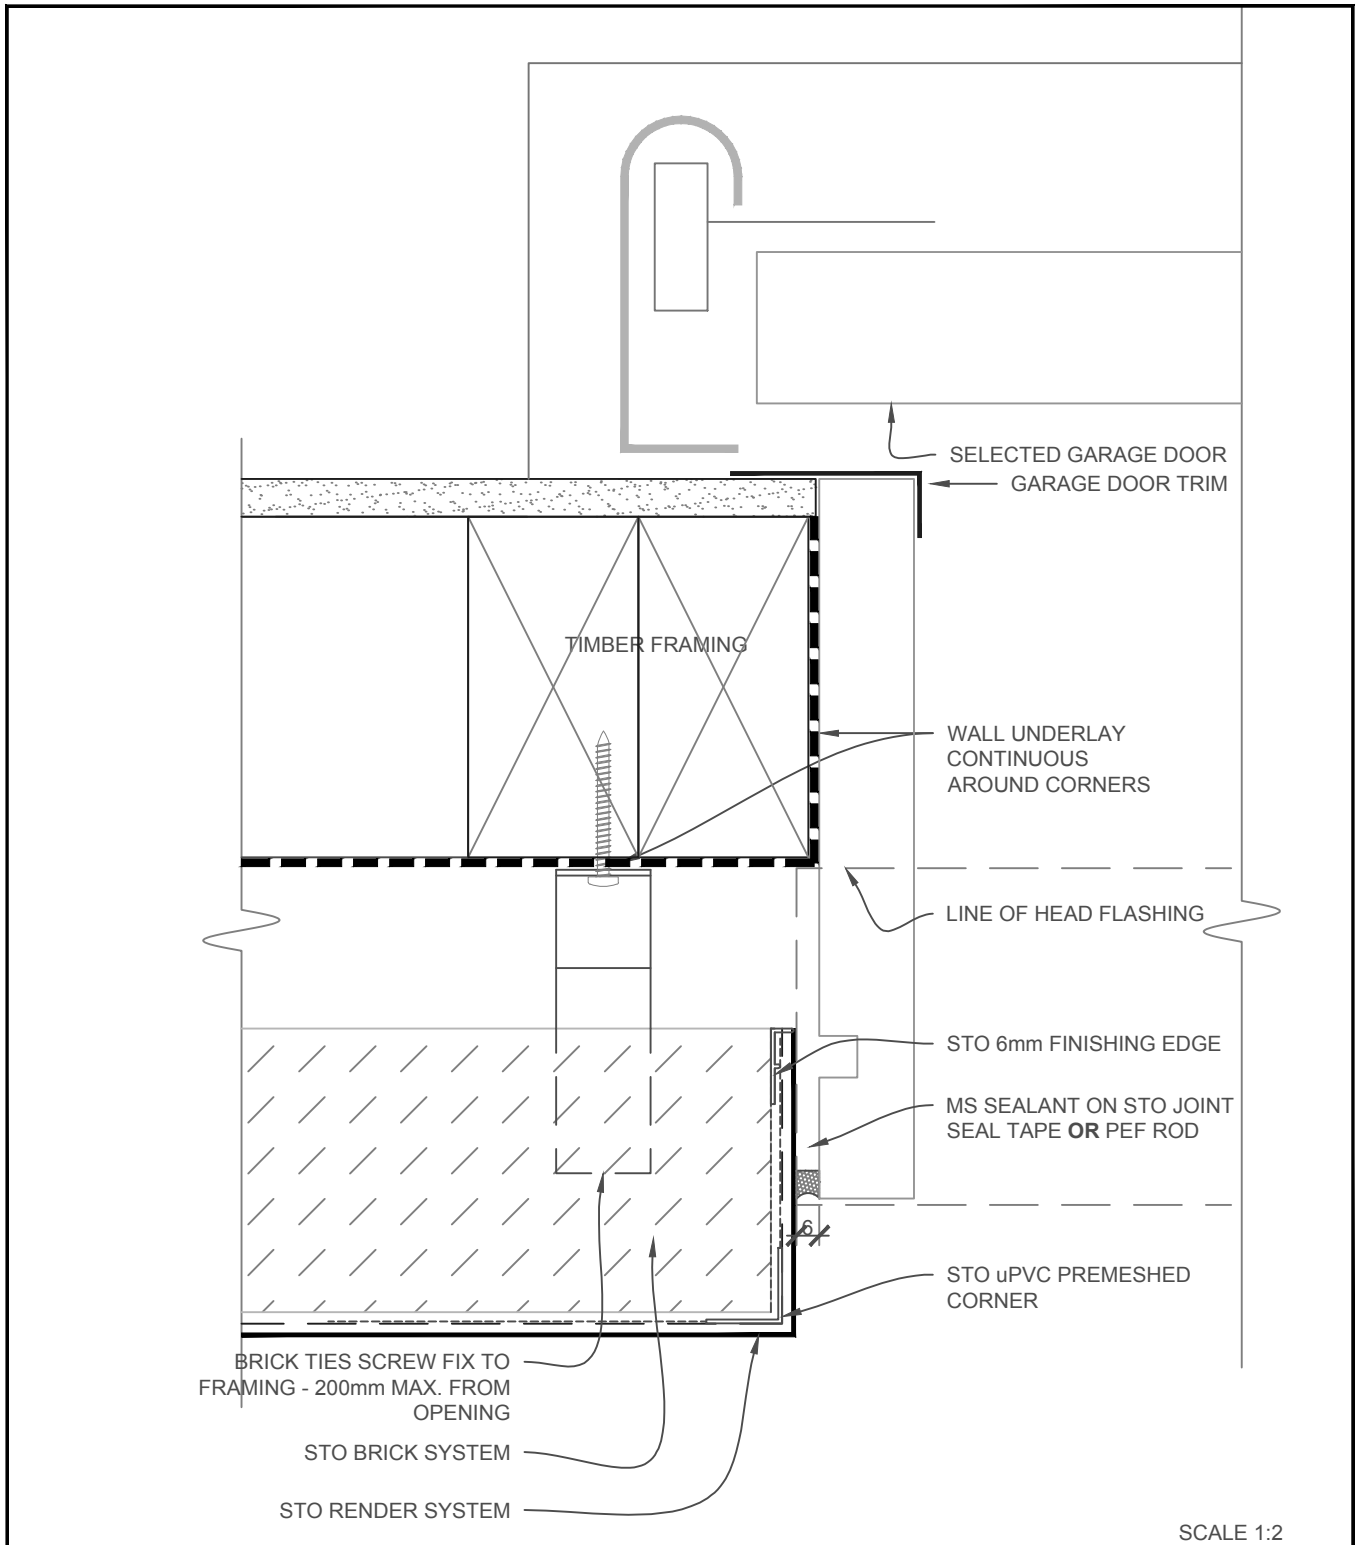 SELECTED GARAGE DOOR
GARAGE DOOR TRIM
TIMBER FRAMING
WALL UNDERLAY
CONTINUOUS
AROUND CORNERS
LINE OF HEAD FLASHING
STO 6mm FINISHING EDGE
MS SEALANT ON STO JOINT
SEAL TAPE OR PEF ROD
6
STO uPVC PREMESHED
CORNER
BRICK TIES SCREW FIX TO
FRAMING - 200mm MAX. FROM
OPENING
STO BRICK SYSTEM
STO RENDER SYSTEM
SCALE 1:2